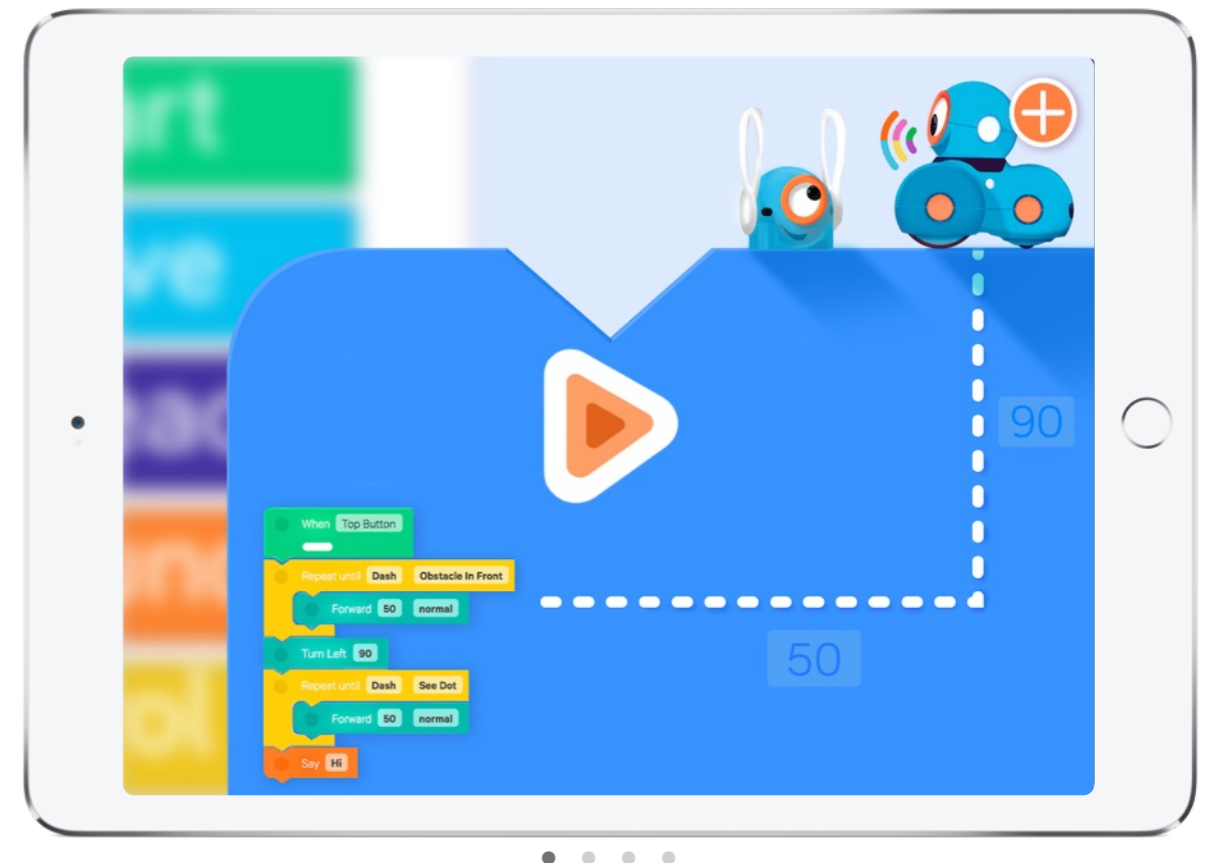 When Top Button
Repeat until Dash Obstacle In Front
Forward 50 normal
Turn Left 90
Repeat until Dash See Dot
Forward 50 normal
Say Hi
90
50